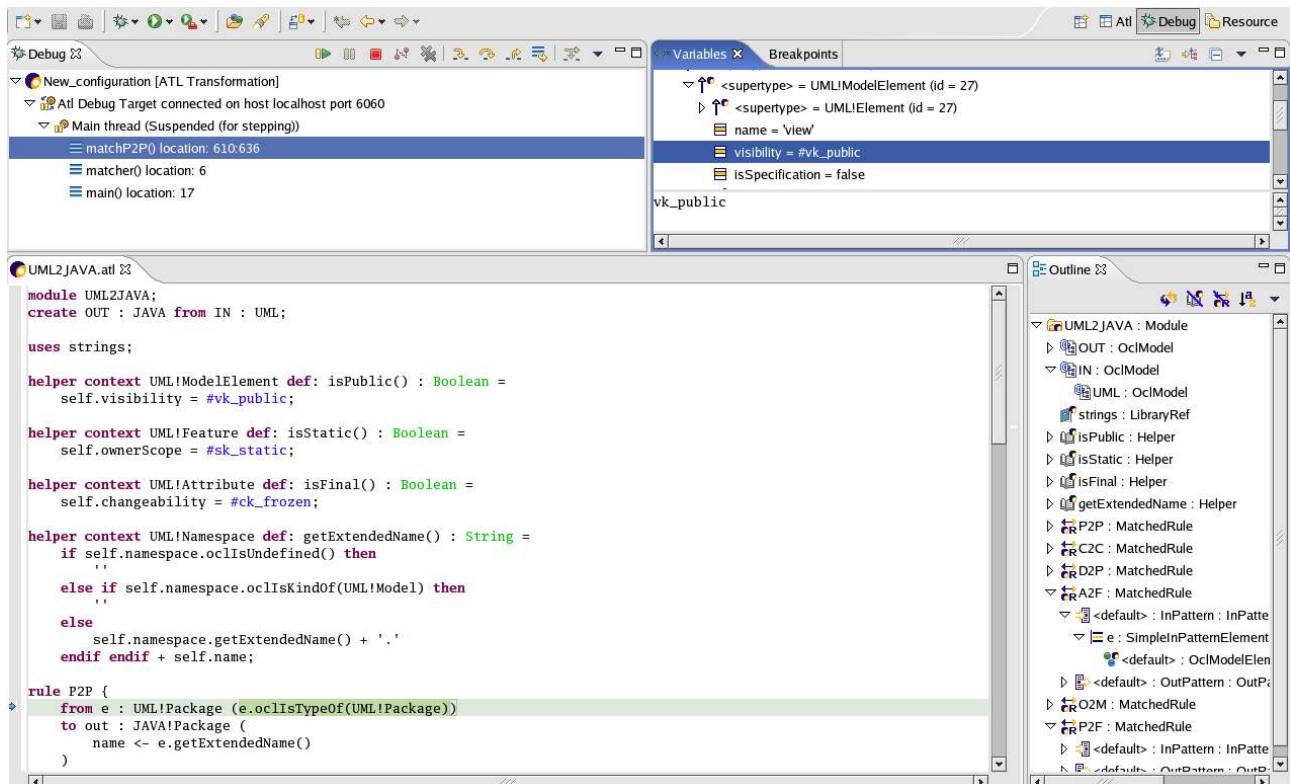 Atl Debug Resource
Debug
New_configuration [ATL Transformation]
Atl Debug Target connected on host localhost port 6060
Main thread (Suspended (for stepping))
matchP2P() location: 610:636
matcher() location: 6
main() location: 17
Variables Breakpoints
<supertype> = UML!ModelElement (id = 27)
<supertype> = UML!Element (id = 27)
name = 'view'
visibility = #vk_public
isSpecification = false
vk_public
UML2JAVA.atl
module UML2JAVA;
create OUT : JAVA from IN : UML;
uses strings;
helper context UML!ModelElement def: isPublic() : Boolean =
self.visibility = #vk_public;
helper context UML!Feature def: isStatic() : Boolean =
self.ownerScope = #sk_static;
helper context UML!Attribute def: isFinal() : Boolean =
self.changeability = #ck_frozen;
helper context UML!Namespace def: getExtendedName() : String =
if self.namespace.oclIsUndefined() then
''
else if self.namespace.oclIsKindOf(UML!Model) then
''
else
self.namespace.getExtendedName() + '.'
endif endif + self.name;
rule P2P {
from e : UML!Package (e.oclIsTypeOf(UML!Package))
to out : JAVA!Package (
name <- e.getExtendedName()
)
Outline
UML2JAVA : Module
OUT : OclModel
IN : OclModel
UML : OclModel
strings : LibraryRef
isPublic : Helper
isStatic : Helper
isFinal : Helper
getExtendedName : Helper
P2P : MatchedRule
C2C : MatchedRule
D2P : MatchedRule
A2F : MatchedRule
<default> : InPattern : InPatte
e : SimpleInPatternElement
<default> : OclModelElen
<default> : OutPattern : OutPa
O2M : MatchedRule
P2F : MatchedRule
<default> : InPattern : InPatte
<default> : OutPattern : OutPa